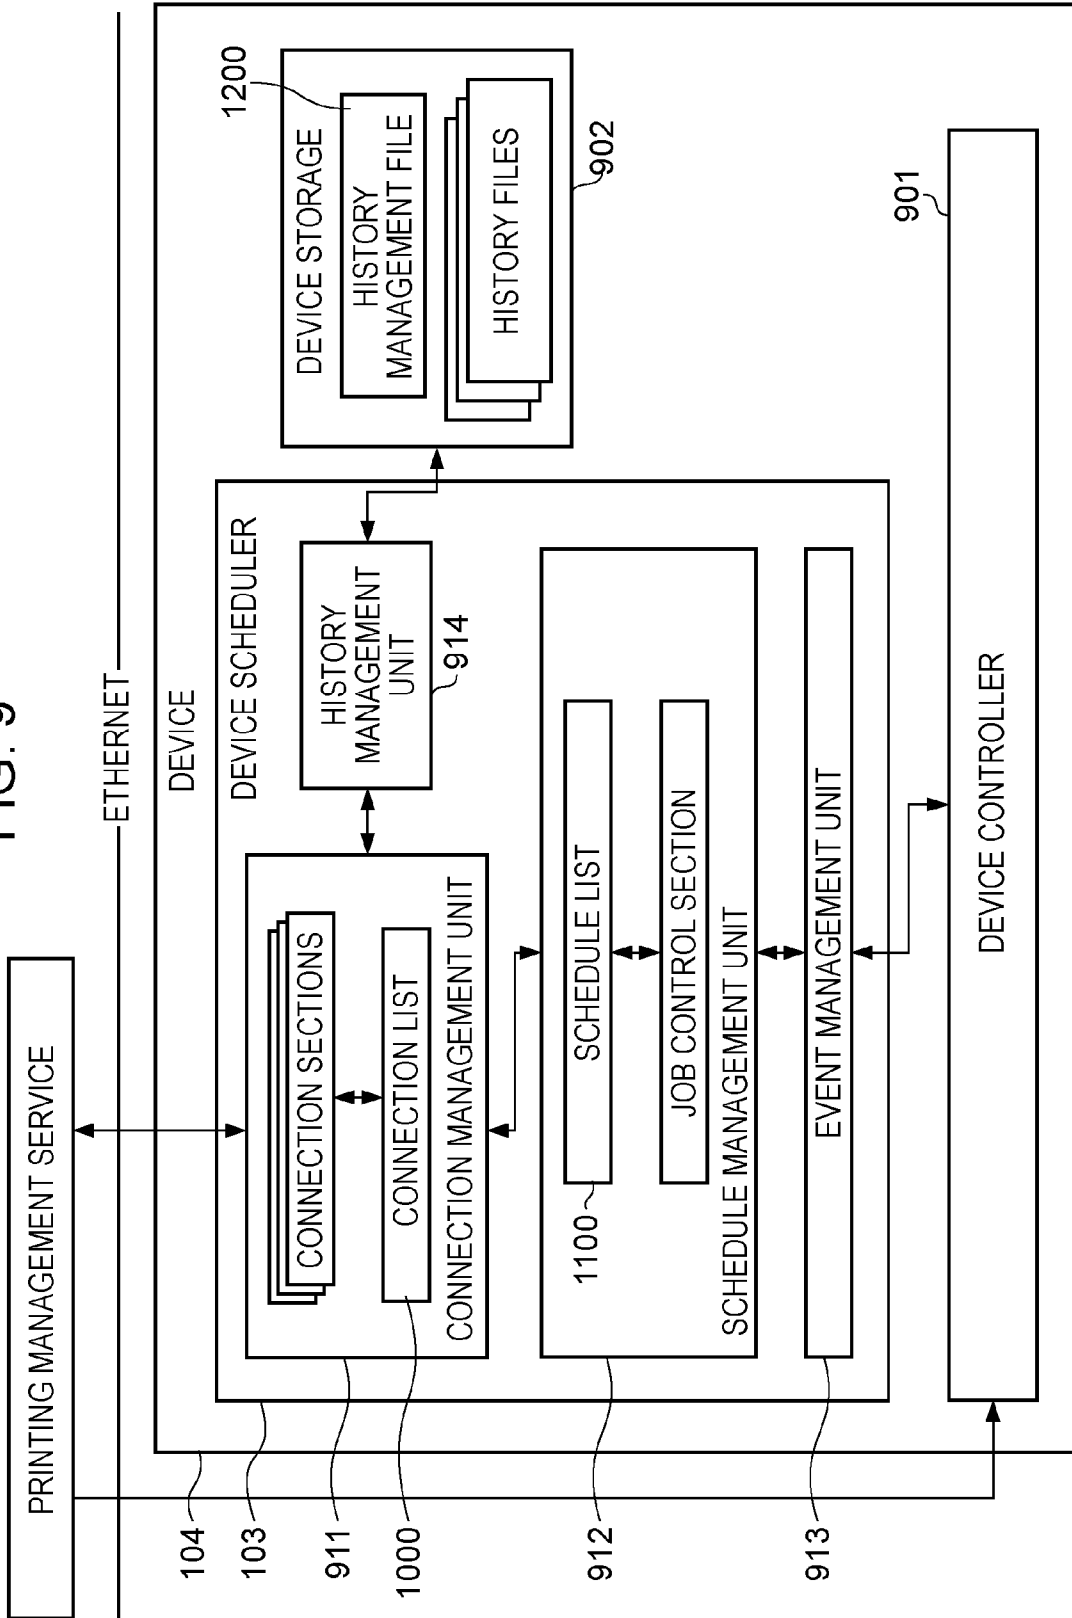 FIG. 9
PRINTING MANAGEMENT SERVICE
ETHERNET
DEVICE
DEVICE SCHEDULER
CONNECTION SECTIONS
CONNECTION LIST
CONNECTION MANAGEMENT UNIT
HISTORY
MANAGEMENT
UNIT
914
DEVICE STORAGE
HISTORY
MANAGEMENT FILE
1200
HISTORY FILES
902
SCHEDULE LIST
1100
JOB CONTROL SECTION
SCHEDULE MANAGEMENT UNIT
EVENT MANAGEMENT UNIT
DEVICE CONTROLLER
901
104
103
911
1000
912
913